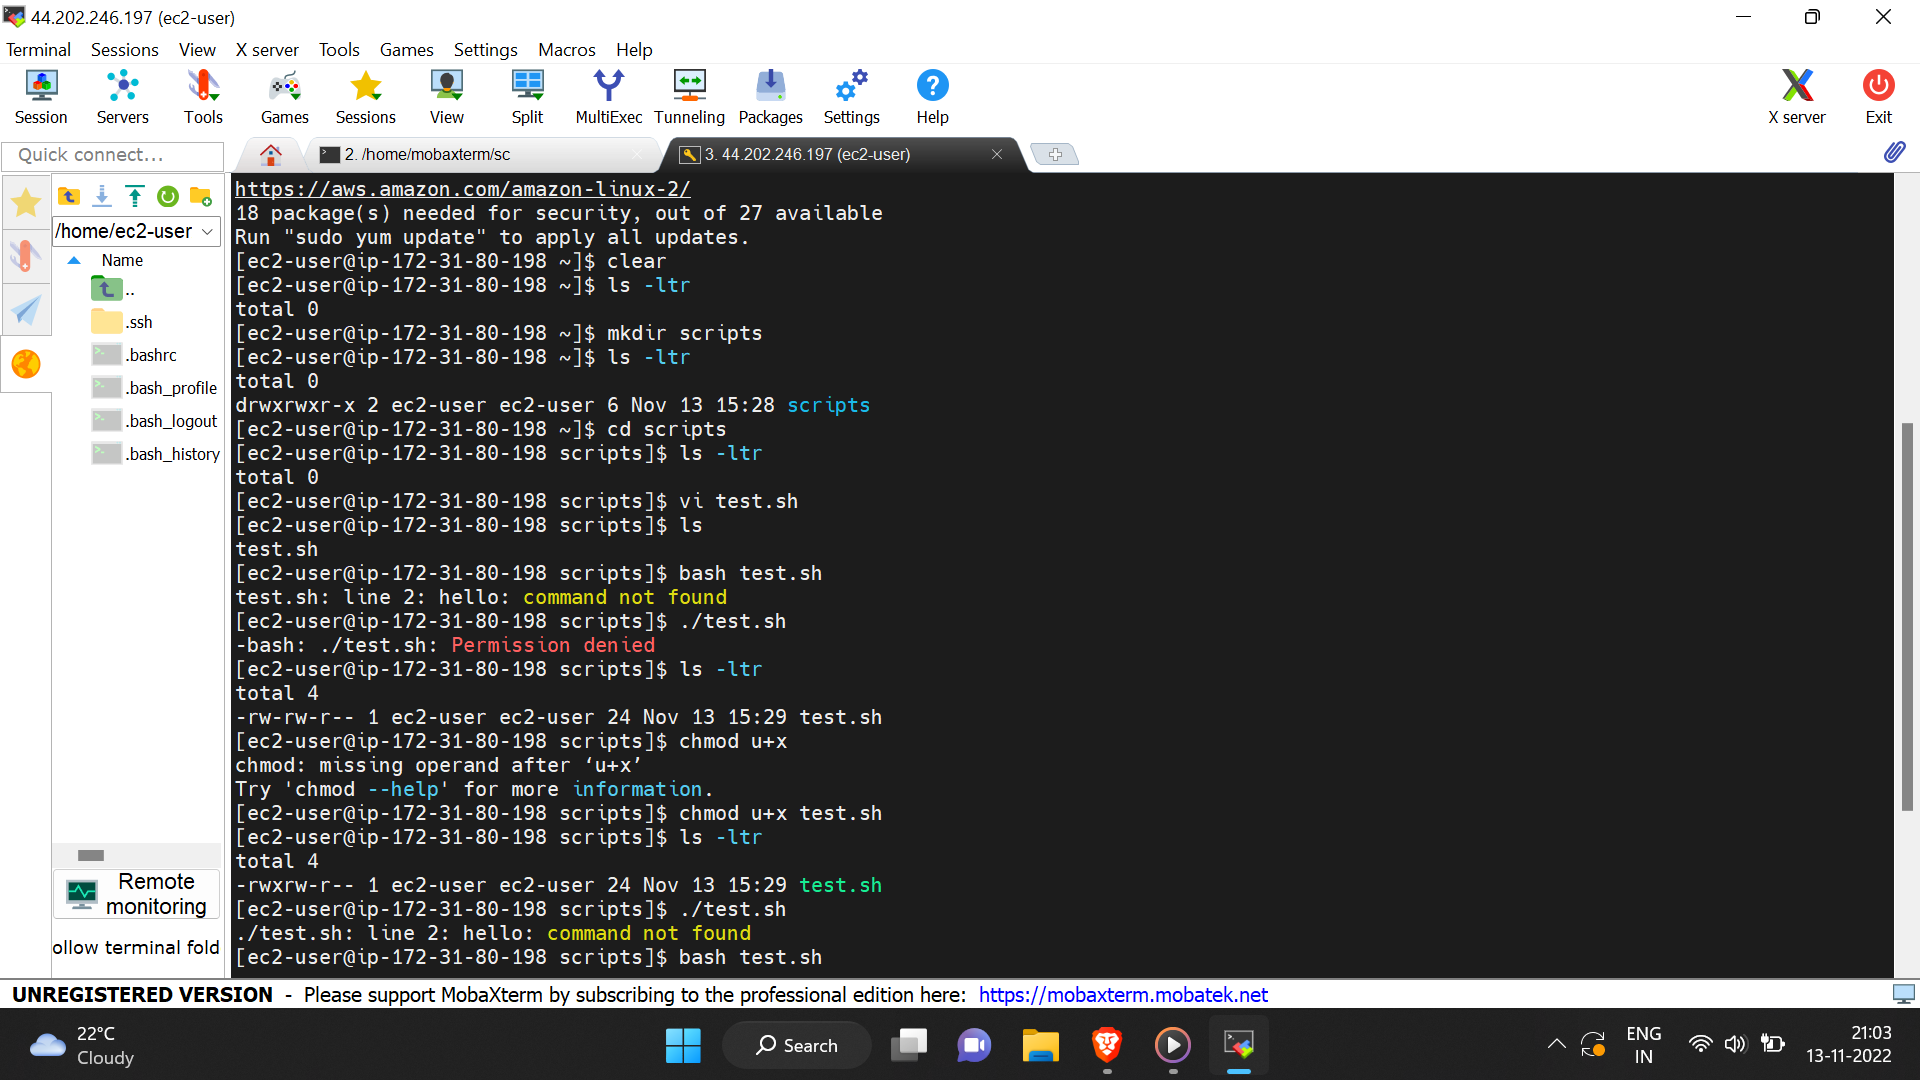 44.202.246.197 (ec2-user)
Terminal Sessions View X server Tools Games Settings Macros Help
Session Servers Tools Games Sessions View Split MultiExec Tunneling Packages Settings Help X server Exit
Quick connect...
2. /home/mobaxterm/sc
3. 44.202.246.197 (ec2-user)
/home/ec2-user
Name
..
.ssh
.bashrc
.bash_profile
.bash_logout
.bash_history
Remote
monitoring
ollow terminal fold
https://aws.amazon.com/amazon-linux-2/
18 package(s) needed for security, out of 27 available
Run "sudo yum update" to apply all updates.
[ec2-user@ip-172-31-80-198 ~]$ clear
[ec2-user@ip-172-31-80-198 ~]$ ls -ltr
total 0
[ec2-user@ip-172-31-80-198 ~]$ mkdir scripts
[ec2-user@ip-172-31-80-198 ~]$ ls -ltr
total 0
drwxrwxr-x 2 ec2-user ec2-user 6 Nov 13 15:28 scripts
[ec2-user@ip-172-31-80-198 ~]$ cd scripts
[ec2-user@ip-172-31-80-198 scripts]$ ls -ltr
total 0
[ec2-user@ip-172-31-80-198 scripts]$ vi test.sh
[ec2-user@ip-172-31-80-198 scripts]$ ls
test.sh
[ec2-user@ip-172-31-80-198 scripts]$ bash test.sh
test.sh: line 2: hello: command not found
[ec2-user@ip-172-31-80-198 scripts]$ ./test.sh
-bash: ./test.sh: Permission denied
[ec2-user@ip-172-31-80-198 scripts]$ ls -ltr
total 4
-rw-rw-r-- 1 ec2-user ec2-user 24 Nov 13 15:29 test.sh
[ec2-user@ip-172-31-80-198 scripts]$ chmod u+x
chmod: missing operand after ‘u+x’
Try 'chmod --help' for more information.
[ec2-user@ip-172-31-80-198 scripts]$ chmod u+x test.sh
[ec2-user@ip-172-31-80-198 scripts]$ ls -ltr
total 4
-rwxrw-r-- 1 ec2-user ec2-user 24 Nov 13 15:29 test.sh
[ec2-user@ip-172-31-80-198 scripts]$ ./test.sh
./test.sh: line 2: hello: command not found
[ec2-user@ip-172-31-80-198 scripts]$ bash test.sh
UNREGISTERED VERSION - Please support MobaXterm by subscribing to the professional edition here: https://mobaxterm.mobatek.net
22°C
Cloudy
Search
ENG
IN
21:03
13-11-2022